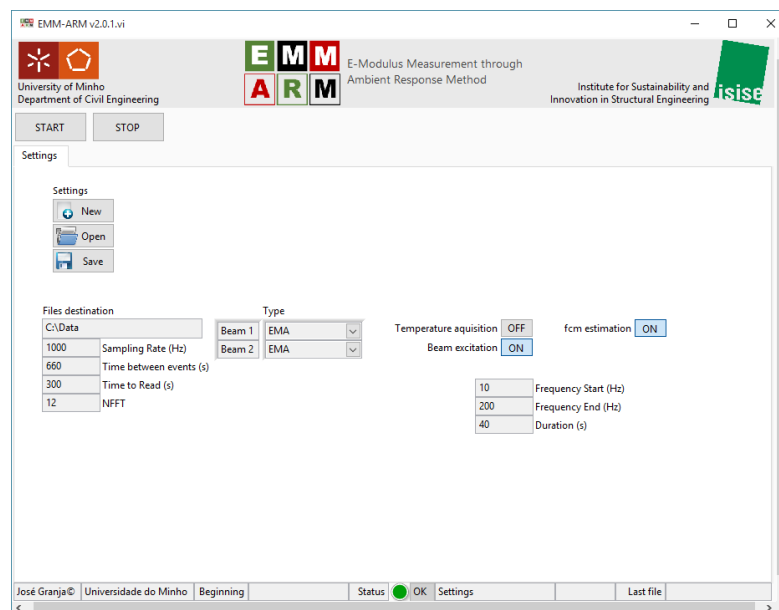 EMM-ARM v2.0.1.vi
University of Minho
Department of Civil Engineering
E M M
A R M
E-Modulus Measurement through
Ambient Response Method
Institute for Sustainability and
Innovation in Structural Engineering
isise
START STOP
Settings
Settings
New
Open
Save
Files destination
C:\Data
1000 Sampling Rate (Hz)
660 Time between events (s)
300 Time to Read (s)
12 NFFT
Type
Beam 1 EMA
Beam 2 EMA
Temperature aquisition OFF
Beam excitation ON
fcm estimation ON
10 Frequency Start (Hz)
200 Frequency End (Hz)
40 Duration (s)
José Granja© Universidade do Minho Beginning Status OK Settings Last file